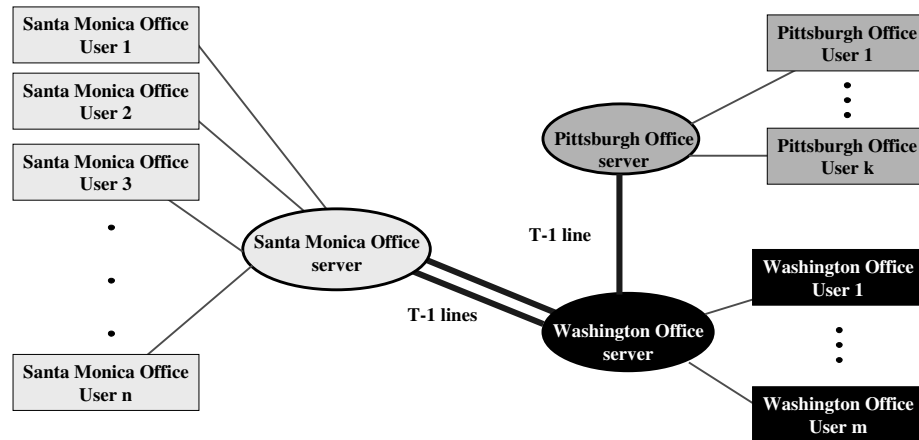 Santa Monica Office
User 1
Santa Monica Office
User 2
Santa Monica Office
User 3
Santa Monica Office
User n
Santa Monica Office
server
T-1 lines
Pittsburgh Office
server
T-1 line
Washington Office
server
Pittsburgh Office
User 1
Pittsburgh Office
User k
Washington Office
User 1
Washington Office
User m